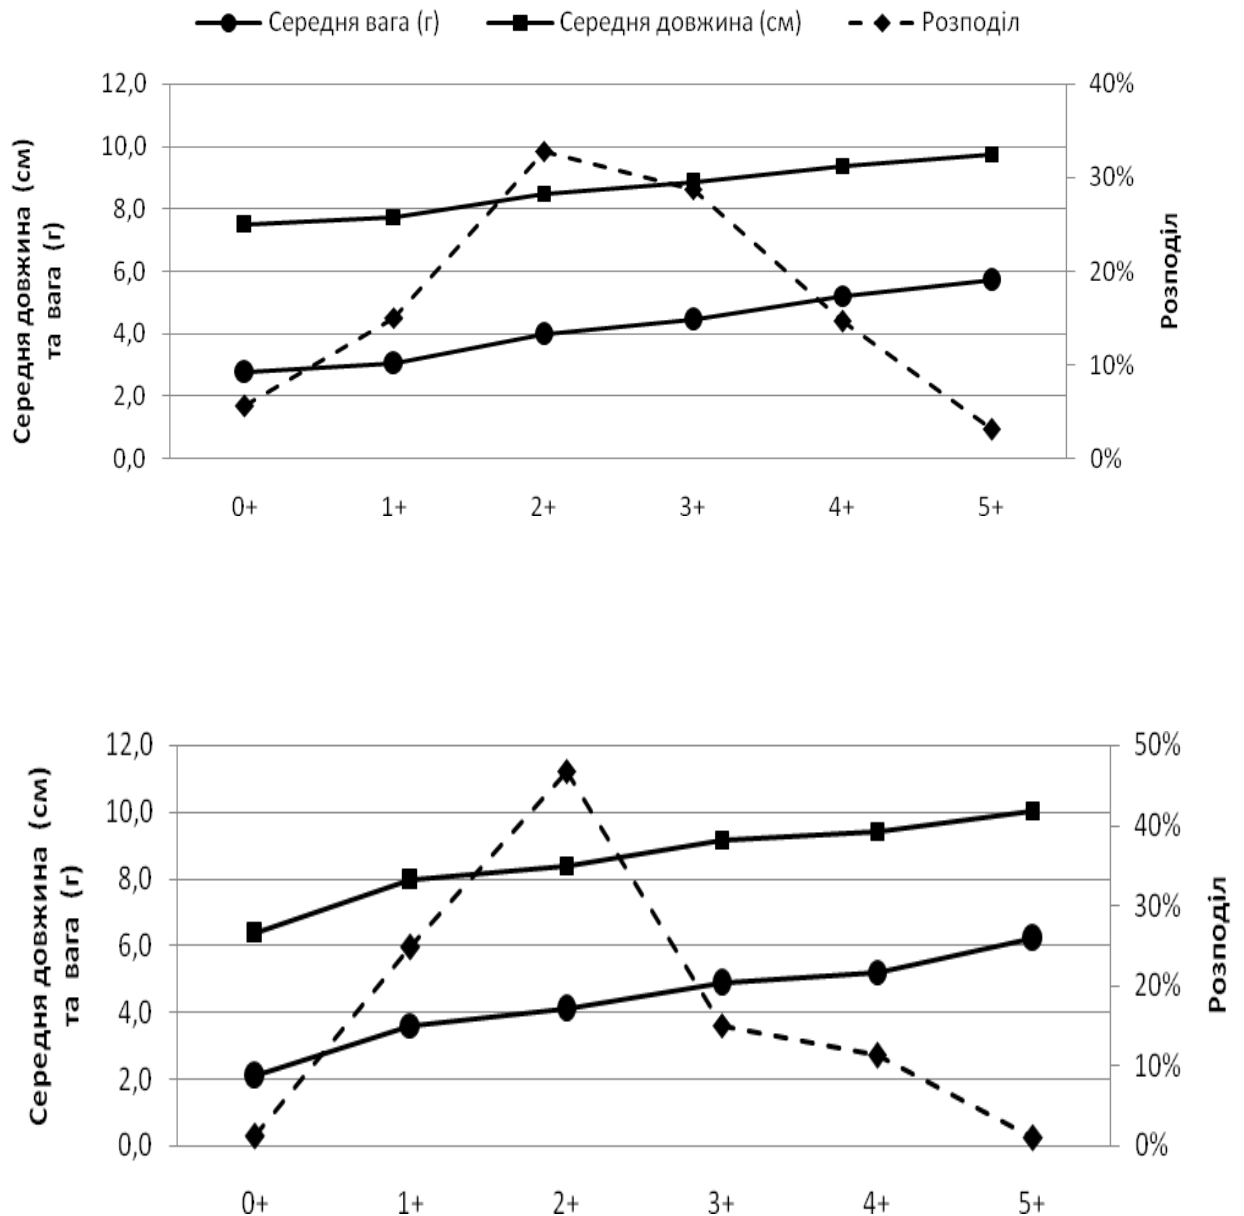 Середня вага (г) Середня довжина (см) Розподіл
12,0
10,0
8,0
6,0
4,0
2,0
0,0
Середня довжина (см)
та вага (г)
40%
30%
20%
10%
0%
Розподіл
0+ 1+ 2+ 3+ 4+ 5+
12,0
10,0
8,0
6,0
4,0
2,0
0,0
Середня довжина (см)
та вага (г)
50%
40%
30%
20%
10%
0%
Розподіл
0+ 1+ 2+ 3+ 4+ 5+